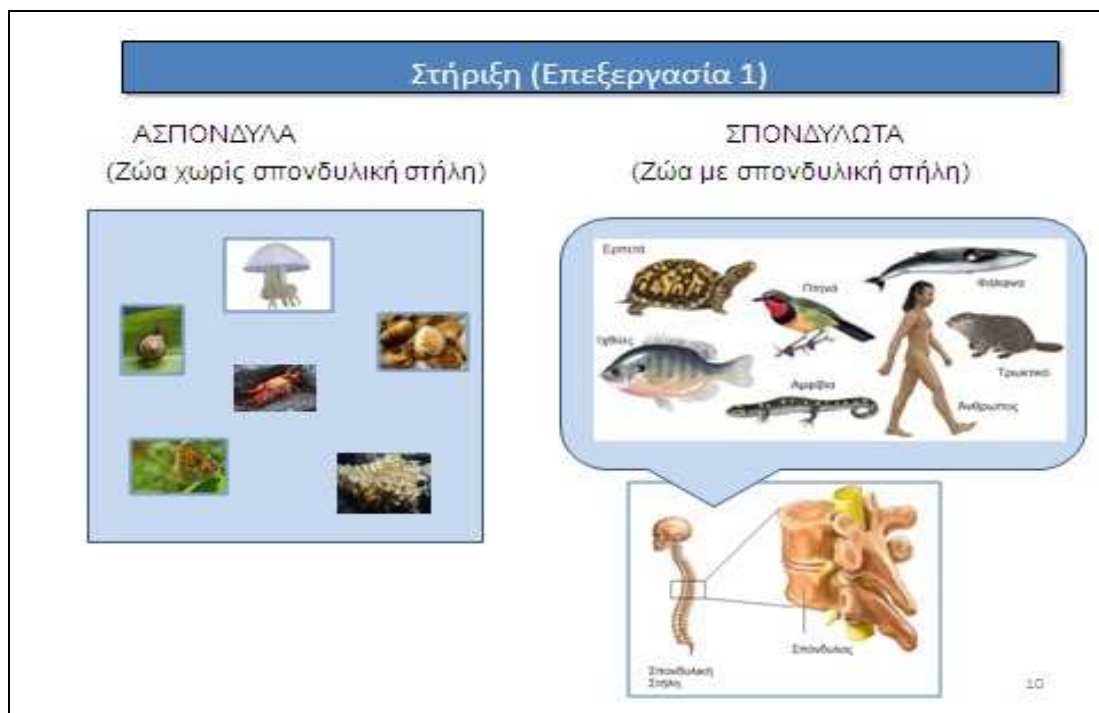 Στήριξη (Επεξεργασία 1)
ΑΣΠΟΝΔΥΛΑ
(Ζώα χωρίς σπονδυλική στήλη)
ΣΠΟΝΔΥΛΩΤΑ
(Ζώα με σπονδυλική στήλη)
Ερπετά
Πτηνά
Φάλαινα
Ιχθύες
Αμφίβια
Τρωκτικό
Άνθρωπος
Σπόνδυλος
Σπονδυλική
Στήλη
10